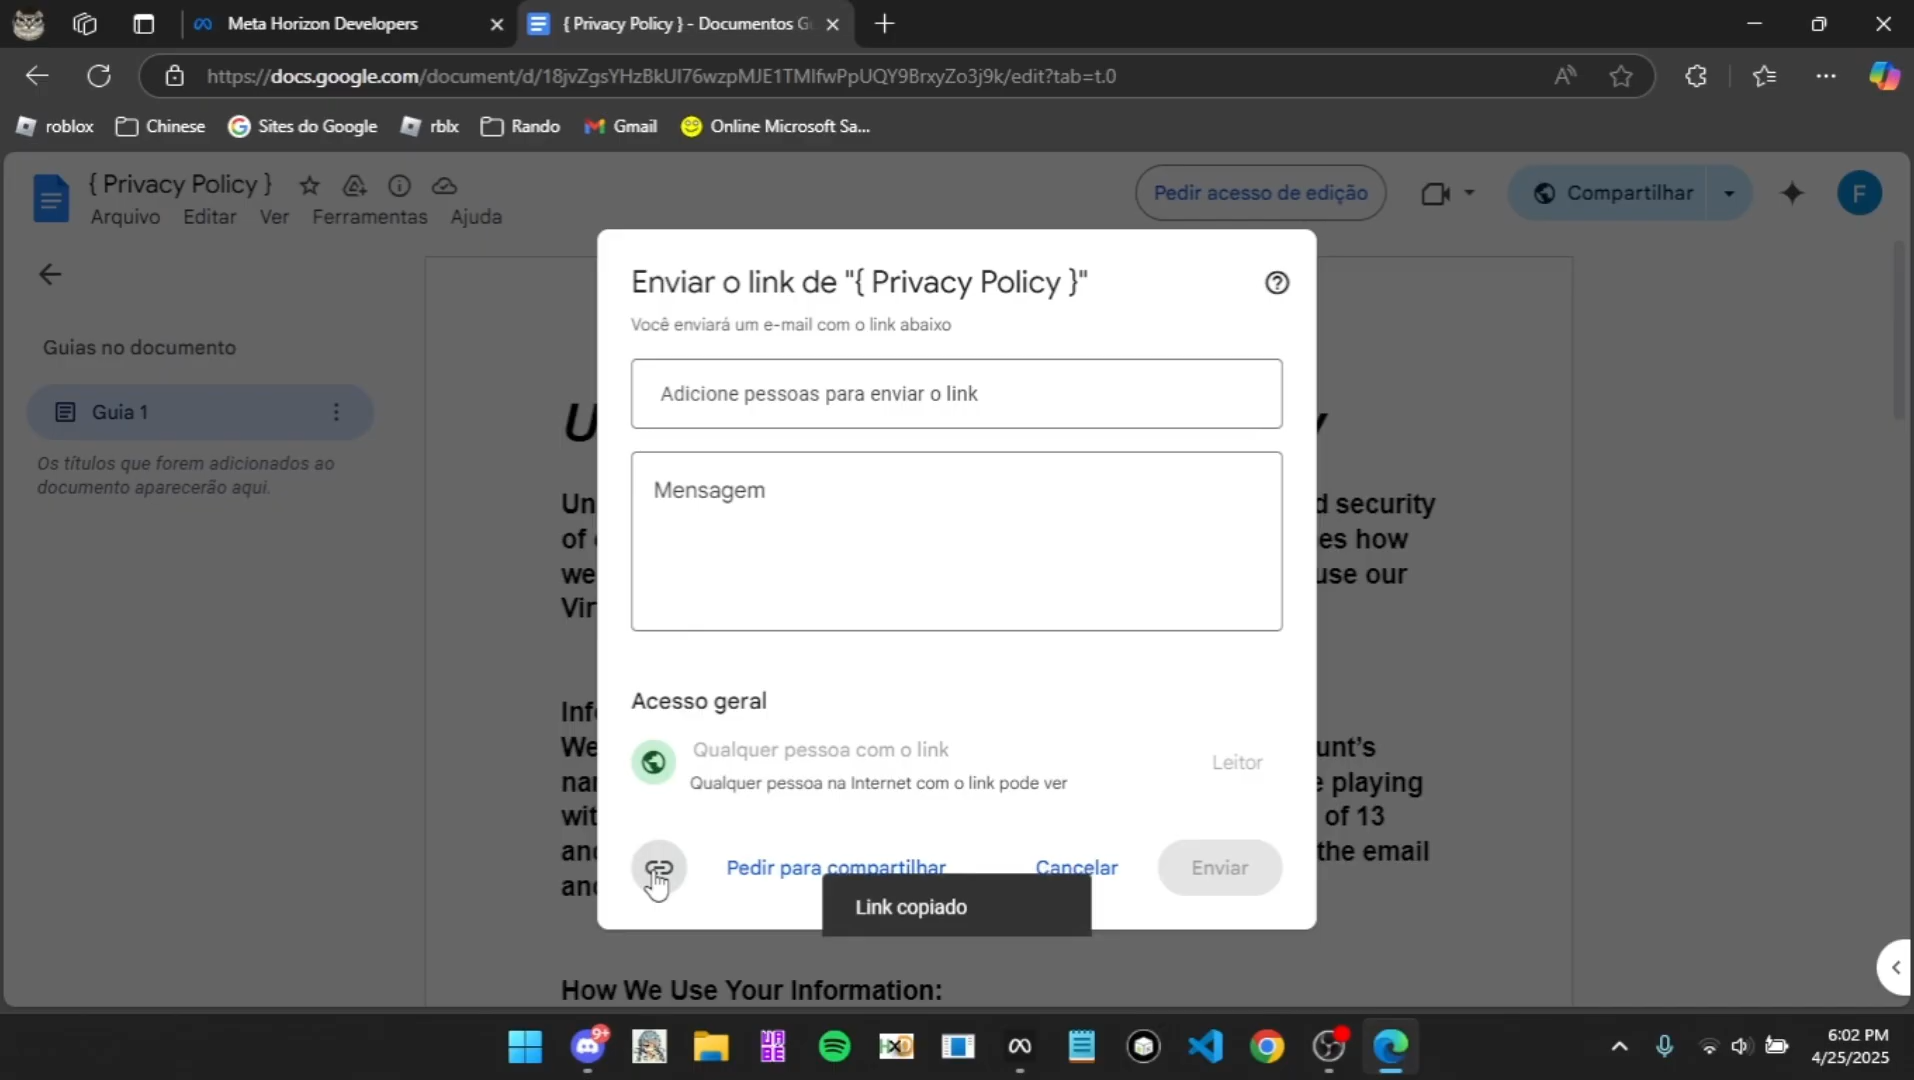 Meta Horizon Developers
{ Privacy Policy } - Documentos G
https://docs.google.com/document/d/18jvZgsYHzBkUI76wzpMJE1TMIfwPpUQY9BrxyZo3j9k/edit?tab=t.0
roblox
Chinese
Sites do Google
rblx
Rando
Gmail
Online Microsoft Sa...
{ Privacy Policy }
Arquivo Editar Ver Ferramentas Ajuda
Pedir acesso de edição
Compartilhar
F
Guias no documento
Guia 1
Os títulos que forem adicionados ao
documento aparecerão aqui.
Enviar o link de "{ Privacy Policy }"
Você enviará um e-mail com o link abaixo
Adicione pessoas para enviar o link
Mensagem
Acesso geral
Qualquer pessoa com o link
Qualquer pessoa na Internet com o link pode ver
Leitor
Pedir para compartilhar
Cancelar
Enviar
Link copiado
security
of
how
we
use our
playing
of 13
the email
How We Use Your Information:
9+
UABE
HXD
6:02 PM
4/25/2025